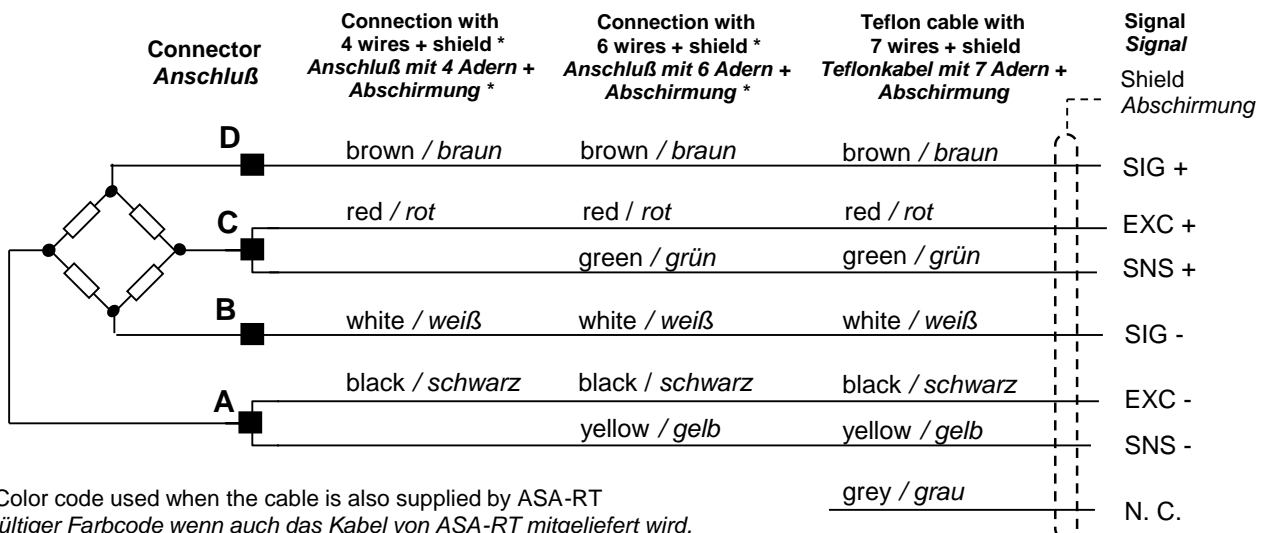 Connector
Anschluß
Connection with
4 wires + shield *
Anschluß mit 4 Adern +
Abschirmung *
Connection with
6 wires + shield *
Anschluß mit 6 Adern +
Abschirmung *
Teflon cable with
7 wires + shield
Teflonkabel mit 7 Adern +
Abschirmung
Signal
Signal
Shield
Abschirmung
D
brown / braun
brown / braun
brown / braun
SIG +
C
red / rot
red / rot
red / rot
EXC +
green / grün
green / grün
SNS +
B
white / weiß
white / weiß
white / weiß
SIG -
A
black / schwarz
black / schwarz
black / schwarz
EXC -
yellow / gelb
yellow / gelb
SNS -
grey / grau
N. C.
Color code used when the cable is also supplied by ASA-RT
ültiger Farbcode wenn auch das Kabel von ASA-RT mitgeliefert wird.